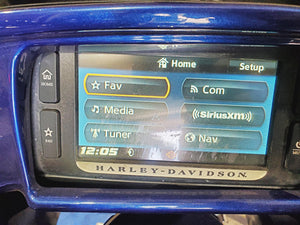 Home Setup
HOME
Fav Com
Media SiriusXM
FAV
Tuner Nav
12:05
HARLEY-DAVIDSON